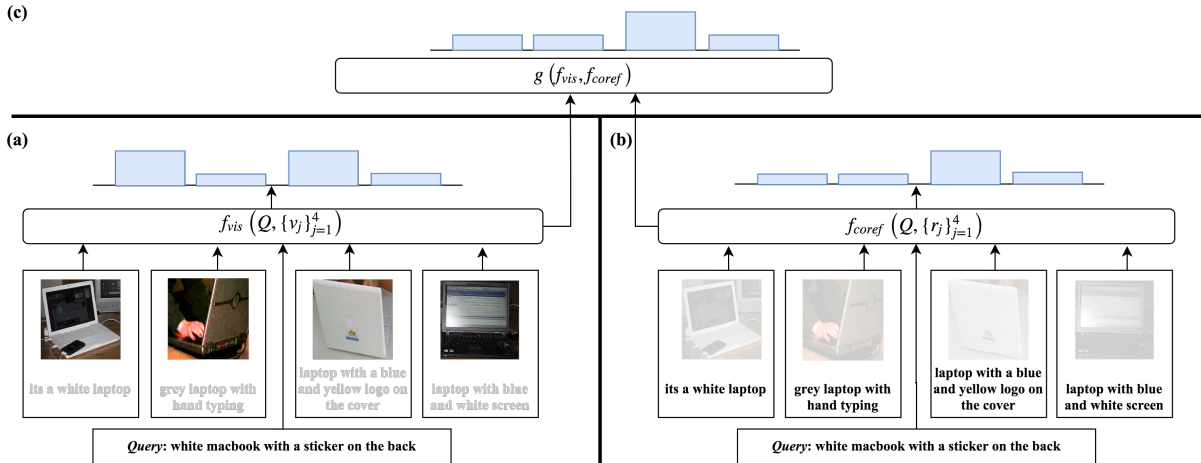 (c)
g (f_vis, f_coref)
(a)
f_vis (Q, {v_j}_{j=1}^4)
its a white laptop
grey laptop with
hand typing
laptop with a blue
and yellow logo on
the cover
laptop with blue
and white screen
Query: white macbook with a sticker on the back
(b)
f_coref (Q, {r_j}_{j=1}^4)
its a white laptop
grey laptop with
hand typing
laptop with a blue
and yellow logo on
the cover
laptop with blue
and white screen
Query: white macbook with a sticker on the back